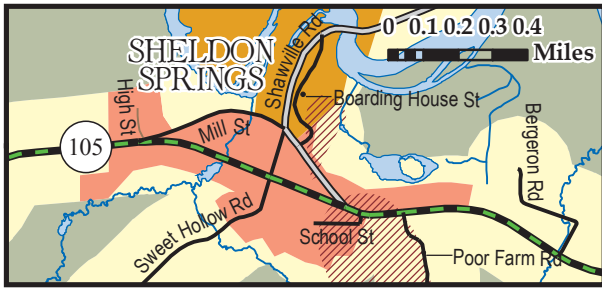 0 0.1 0.2 0.3 0.4
Miles
SHELDON
SPRINGS
Shawville Rd
Boarding House St
High St
Mill St
Bergeron Rd
105
Sweet Hollow Rd
School St
Poor Farm Rd